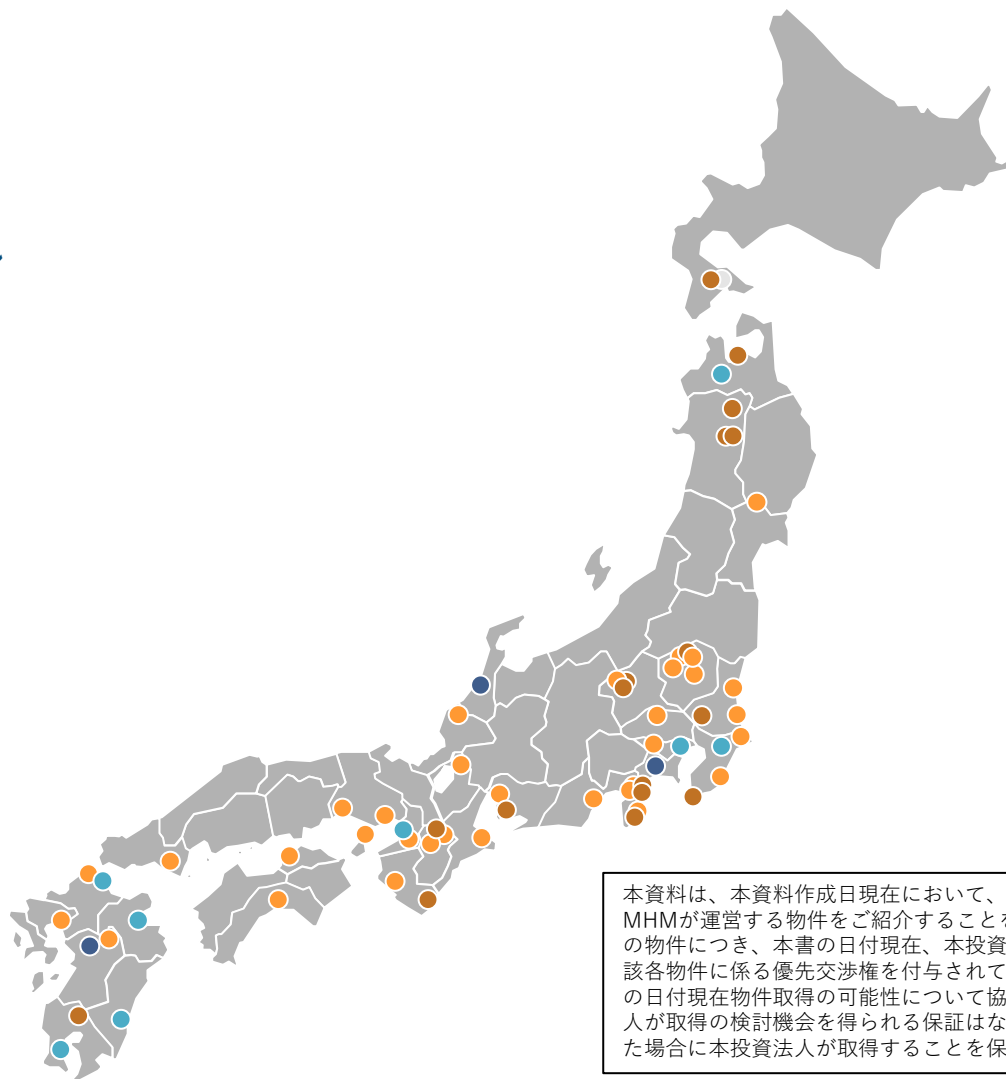 本資料は、本資料作成日現在において、
MHMが運営する物件をご紹介することを
の物件につき、本書の日付現在、本投資
該各物件に係る優先交渉権を付与されて
の日付現在物件取得の可能性について協
人が取得の検討機会を得られる保証はな
た場合に本投資法人が取得することを保